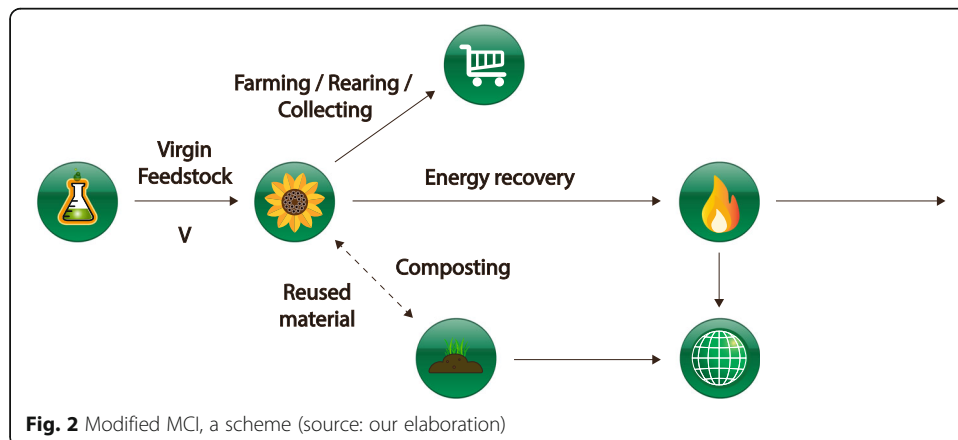 Farming / Rearing /
Collecting
Virgin
Feedstock
V
Energy recovery
Composting
Reused
material
Fig. 2 Modified MCI, a scheme (source: our elaboration)